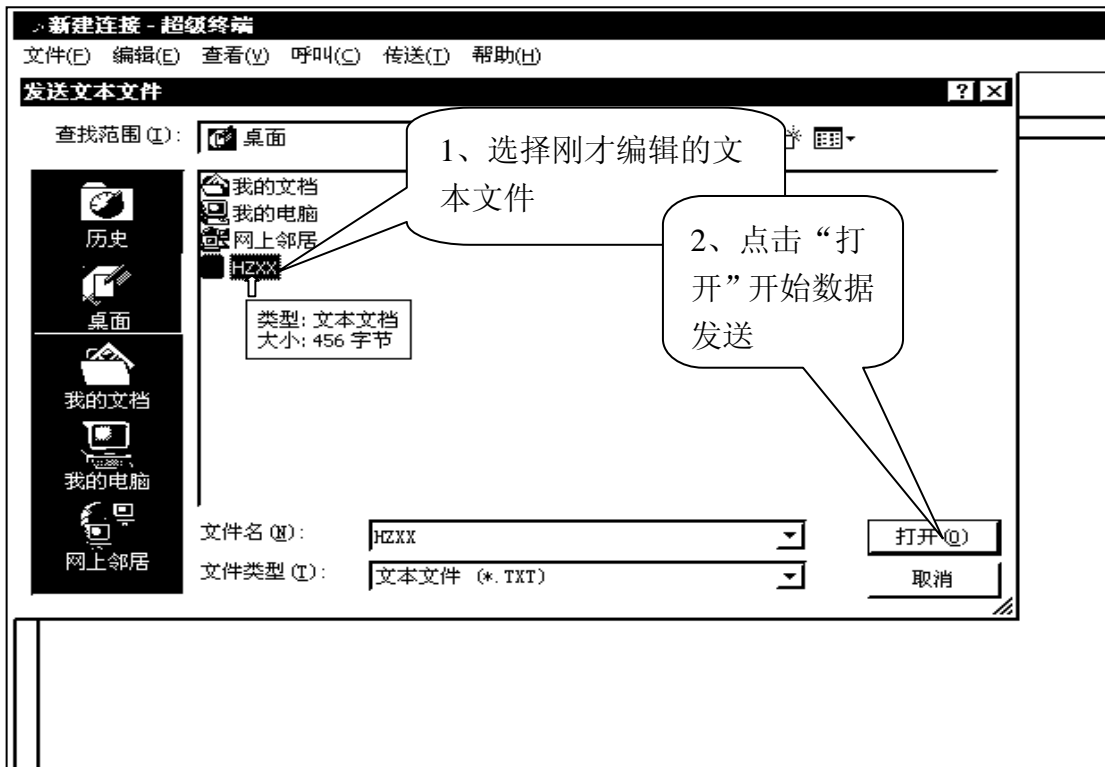 新建连接 - 超级终端
文件(F) 编辑(E) 查看(V) 呼叫(C) 传送(T) 帮助(H)
发送文本文件
查找范围(I):
桌面
1、选择刚才编辑的文
本文件
我的文档
我的电脑
网上邻居
HZXX
类型: 文本文档
大小: 456 字节
2、点击“打
开”开始数据
发送
历史
桌面
我的文档
我的电脑
网上邻居
文件名(N):
HZXX
打开(O)
文件类型(T):
文本文件 (*.TXT)
取消